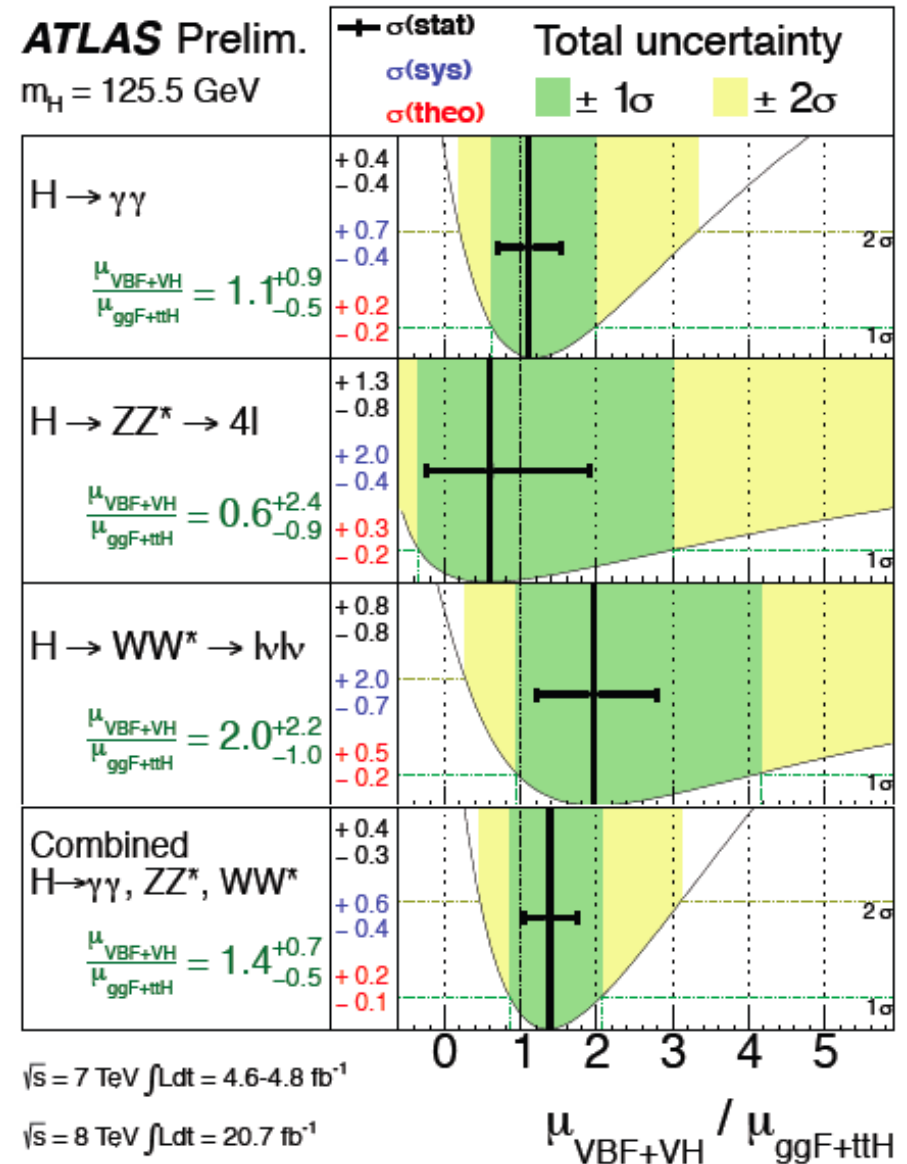 ATLAS Prelim.
m_H = 125.5 GeV
σ(stat)
σ(sys)
σ(theo)
Total uncertainty
± 1σ ± 2σ
H → γγ
μ_VBF+VH / μ_ggF+ttH = 1.1 +0.9 −0.5
+ 0.4
- 0.4
+ 0.7
- 0.4
+ 0.2
- 0.2
2σ
1σ
H → ZZ* → 4l
μ_VBF+VH / μ_ggF+ttH = 0.6 +2.4 −0.9
+ 1.3
- 0.8
+ 2.0
- 0.4
+ 0.3
- 0.2
1σ
H → WW* → lνlν
μ_VBF+VH / μ_ggF+ttH = 2.0 +2.2 −1.0
+ 0.8
- 0.8
+ 2.0
- 0.7
+ 0.5
- 0.2
1σ
Combined
H→γγ, ZZ*, WW*
μ_VBF+VH / μ_ggF+ttH = 1.4 +0.7 −0.5
+ 0.4
- 0.3
+ 0.6
- 0.4
+ 0.2
- 0.1
2σ
1σ
0 1 2 3 4 5
√s = 7 TeV ∫Ldt = 4.6-4.8 fb⁻¹
√s = 8 TeV ∫Ldt = 20.7 fb⁻¹
μ_VBF+VH / μ_ggF+ttH